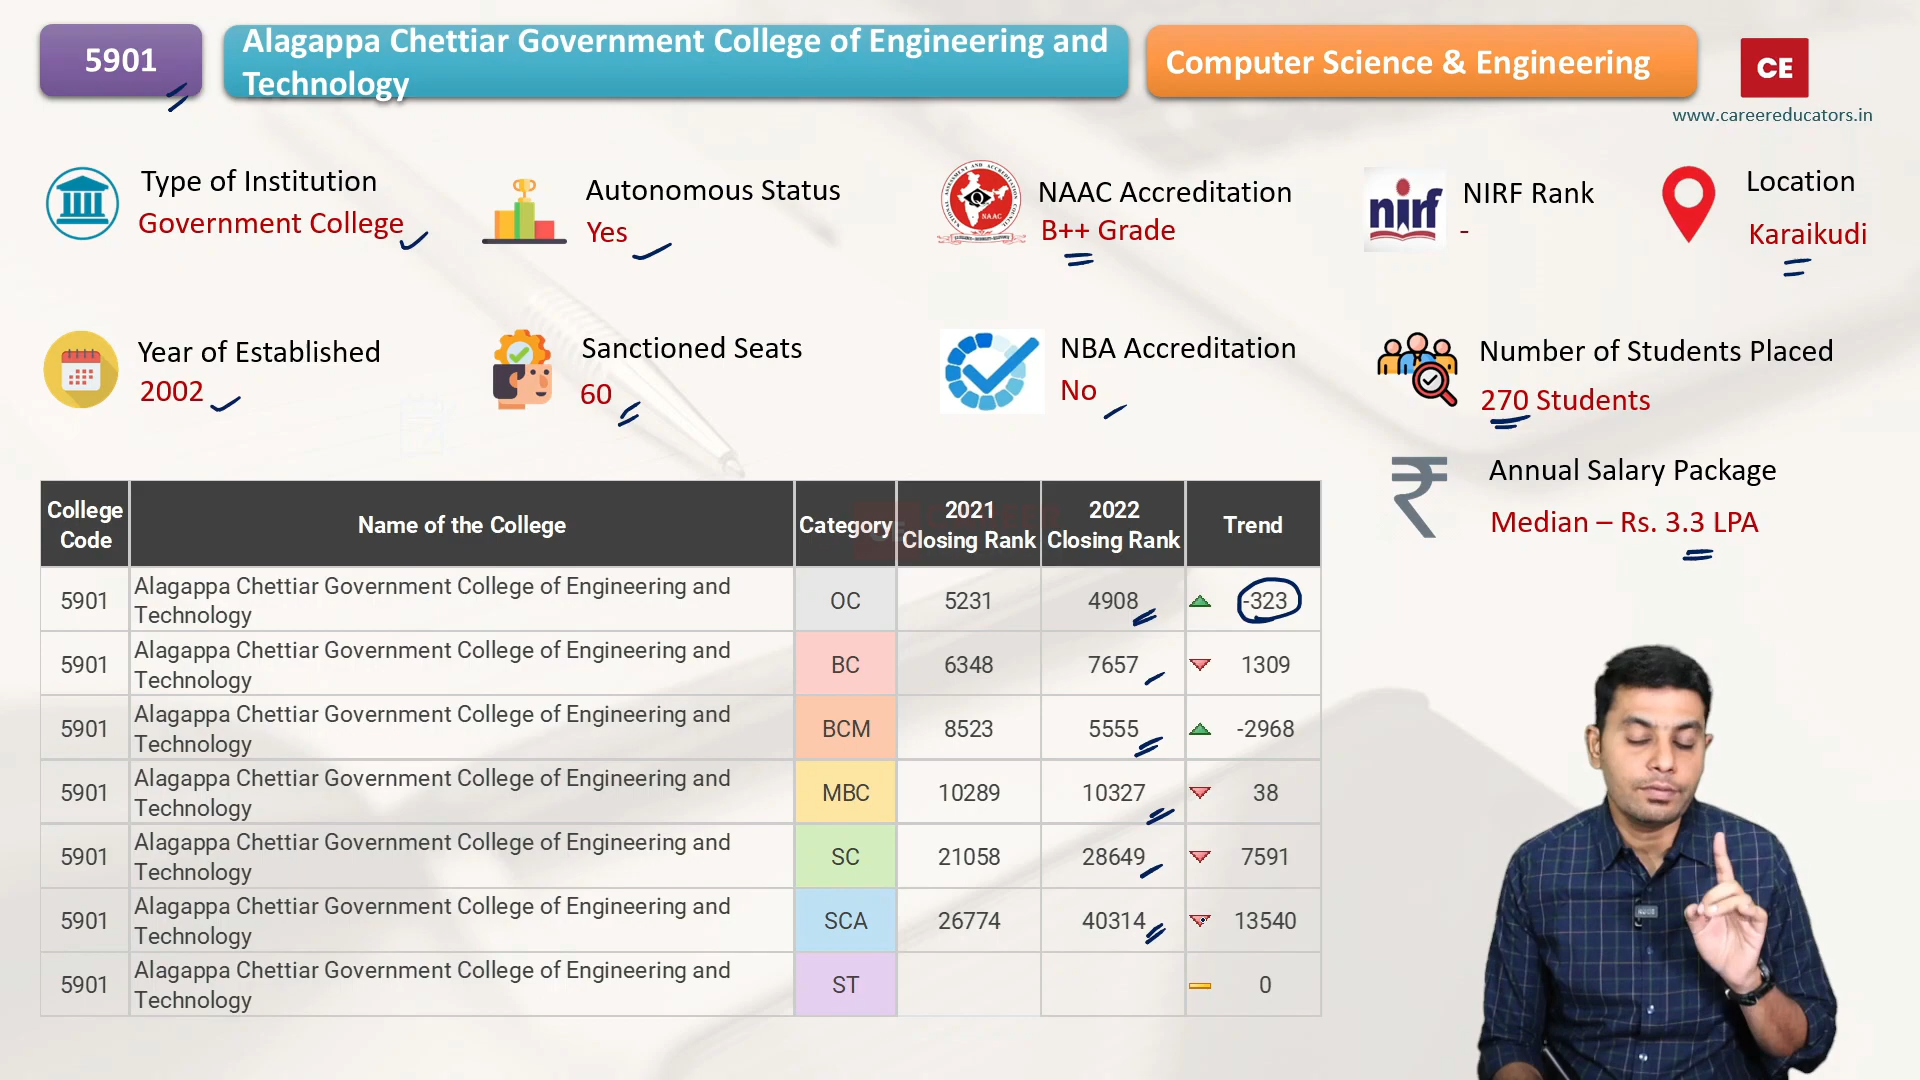 5901
Alagappa Chettiar Government College of Engineering and
Technology
Computer Science & Engineering
CE
www.careereducators.in
Type of Institution
Government College
Autonomous Status
Yes
NAAC
NAAC Accreditation
B++ Grade
nirf
NIRF Rank
-
Location
Karaikudi
Year of Established
2002
Sanctioned Seats
60
NBA Accreditation
No
Number of Students Placed
270 Students
₹
Annual Salary Package
Median – Rs. 3.3 LPA
College Code Name of the College Category 2021 Closing Rank 2022 Closing Rank Trend
5901 Alagappa Chettiar Government College of Engineering and Technology OC 5231 4908 -323
5901 Alagappa Chettiar Government College of Engineering and Technology BC 6348 7657 1309
5901 Alagappa Chettiar Government College of Engineering and Technology BCM 8523 5555 -2968
5901 Alagappa Chettiar Government College of Engineering and Technology MBC 10289 10327 38
5901 Alagappa Chettiar Government College of Engineering and Technology SC 21058 28649 7591
5901 Alagappa Chettiar Government College of Engineering and Technology SCA 26774 40314 13540
5901 Alagappa Chettiar Government College of Engineering and Technology ST 0